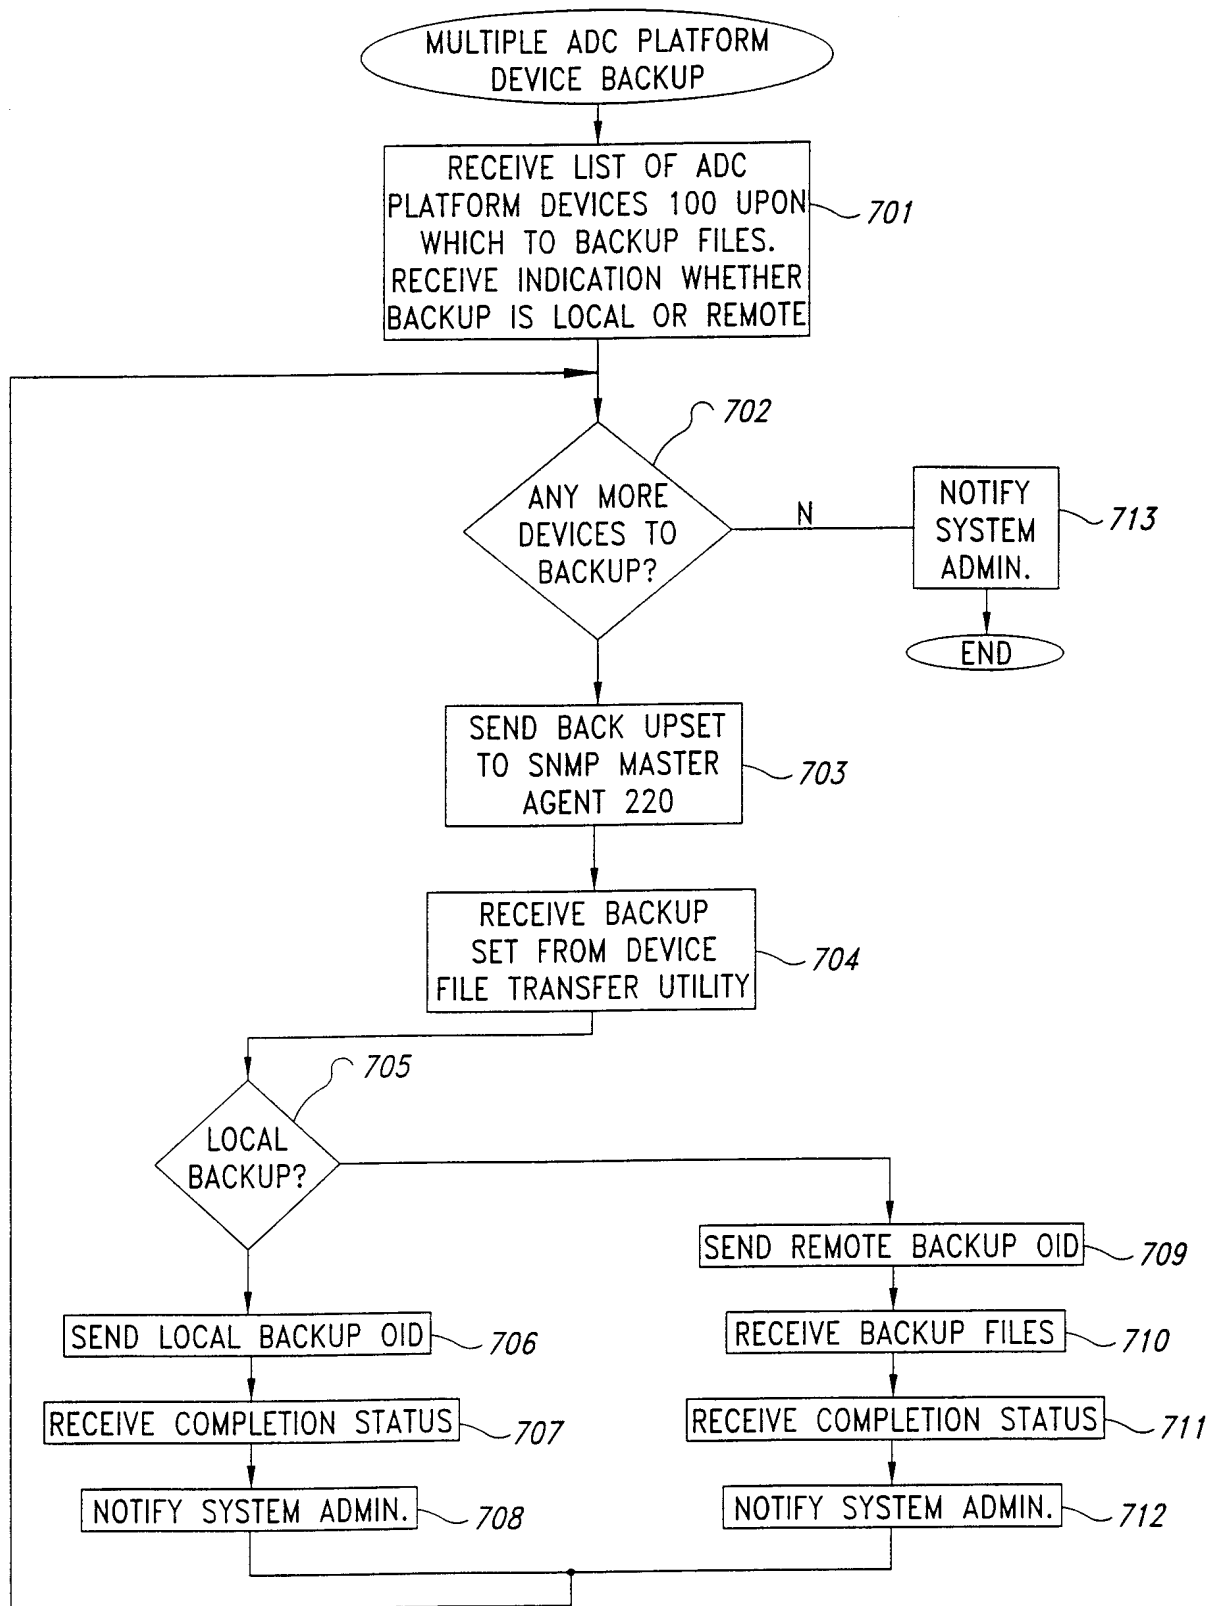 MULTIPLE ADC PLATFORM
DEVICE BACKUP
RECEIVE LIST OF ADC
PLATFORM DEVICES 100 UPON
WHICH TO BACKUP FILES.
RECEIVE INDICATION WHETHER
BACKUP IS LOCAL OR REMOTE
701
702
ANY MORE
DEVICES TO
BACKUP?
N
NOTIFY
SYSTEM
ADMIN.
713
END
SEND BACK UPSET
TO SNMP MASTER
AGENT 220
703
RECEIVE BACKUP
SET FROM DEVICE
FILE TRANSFER UTILITY
704
705
LOCAL
BACKUP?
SEND REMOTE BACKUP OID
709
SEND LOCAL BACKUP OID
706
RECEIVE BACKUP FILES
710
RECEIVE COMPLETION STATUS
707
RECEIVE COMPLETION STATUS
711
NOTIFY SYSTEM ADMIN.
708
NOTIFY SYSTEM ADMIN.
712